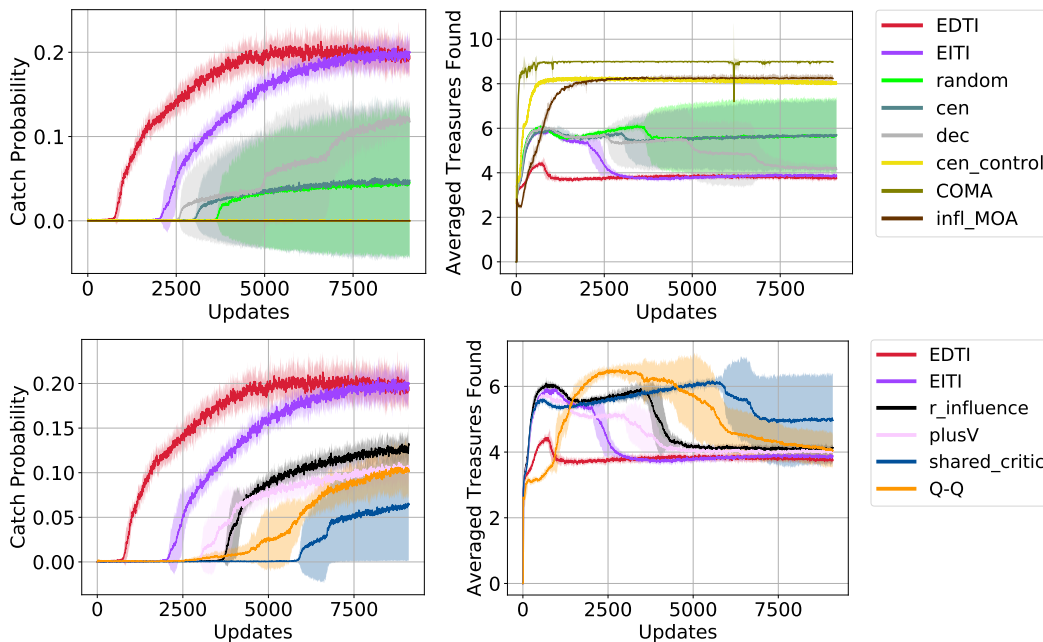 Catch Probability
0.2
0.1
0.0
0
2500
5000
7500
Updates
Averaged Treasures Found
10
8
6
4
2
0
0
2500
5000
7500
Updates
EDTI
EITI
random
cen
dec
cen_control
COMA
infl_MOA
Catch Probability
0.20
0.15
0.10
0.05
0.00
0
2500
5000
7500
Updates
Averaged Treasures Found
6
4
2
0
0
2500
5000
7500
Updates
EDTI
EITI
r_influence
plusV
shared_critic
Q-Q